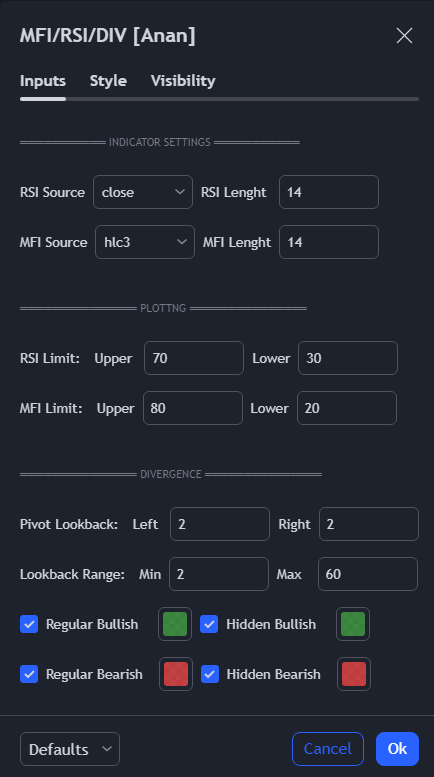 MFI/RSI/DIV [Anan]
Inputs Style Visibility
═══════════════ INDICATOR SETTINGS ═══════════════
RSI Source close RSI Lenght 14
MFI Source hlc3 MFI Lenght 14
════════════════════ PLOTTNG ════════════════════
RSI Limit: Upper 70 Lower 30
MFI Limit: Upper 80 Lower 20
════════════════════ DIVERGENCE ════════════════════
Pivot Lookback: Left 2 Right 2
Lookback Range: Min 2 Max 60
Regular Bullish Hidden Bullish
Regular Bearish Hidden Bearish
Defaults Cancel Ok